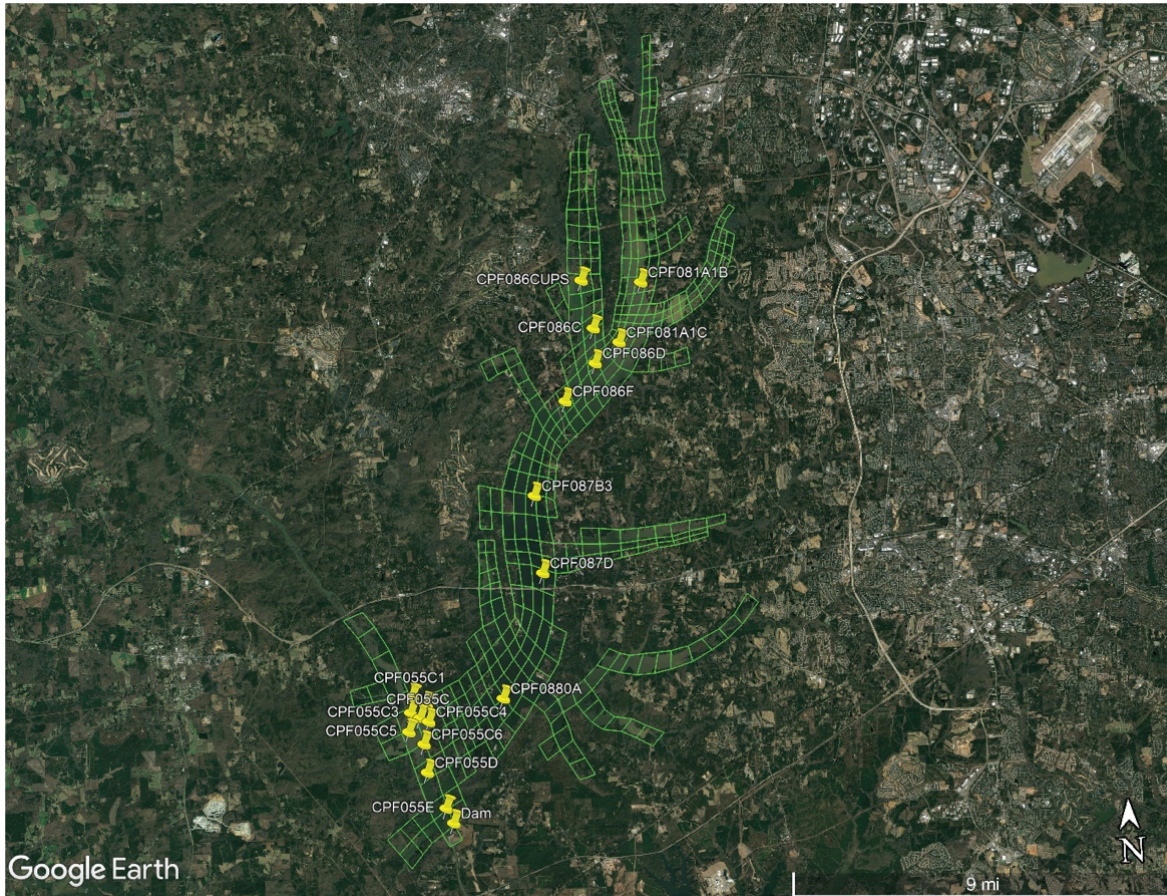 CPF086CUPS
CPF081A1B
CPF086C
CPF081A1C
CPF086D
CPF086F
CPF087B3
CPF087D
CPF055C1
CPF0880A
CPF055C
CPF055C3
CPF055C4
CPF055C5
CPF055C6
CPF055D
CPF055E
Dam
Google Earth
N
9 mi